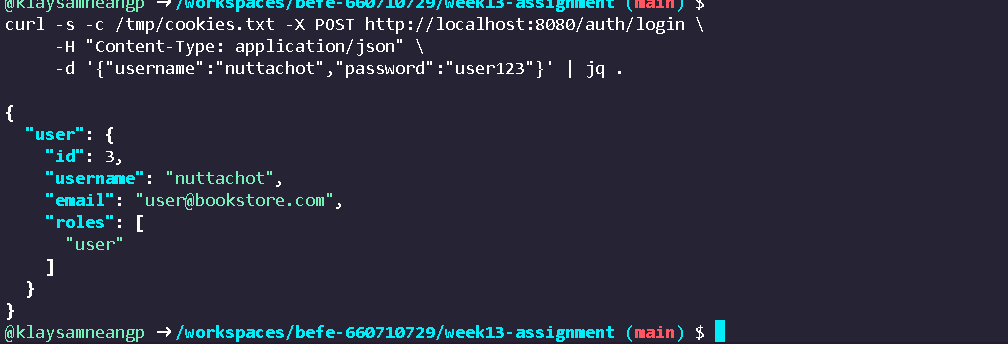 @klaysamneangp → /workspaces/befe-660710729/week13-assignment (main) $
curl -s -c /tmp/cookies.txt -X POST http://localhost:8080/auth/login \
     -H "Content-Type: application/json" \
     -d '{"username":"nuttachot","password":"user123"}' | jq .

{
  "user": {
    "id": 3,
    "username": "nuttachot",
    "email": "user@bookstore.com",
    "roles": [
      "user"
    ]
  }
}
@klaysamneangp → /workspaces/befe-660710729/week13-assignment (main) $